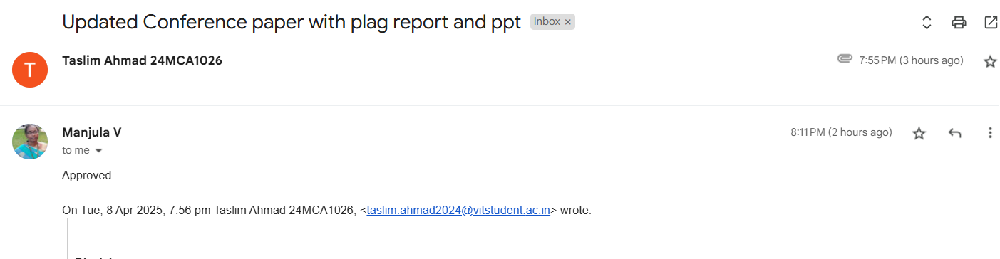 Updated Conference paper with plag report and ppt Inbox ×
T
Taslim Ahmad 24MCA1026 7:55 PM (3 hours ago)
Manjula V 8:11 PM (2 hours ago)
to me
Approved
On Tue, 8 Apr 2025, 7:56 pm Taslim Ahmad 24MCA1026, <taslim.ahmad2024@vitstudent.ac.in> wrote: